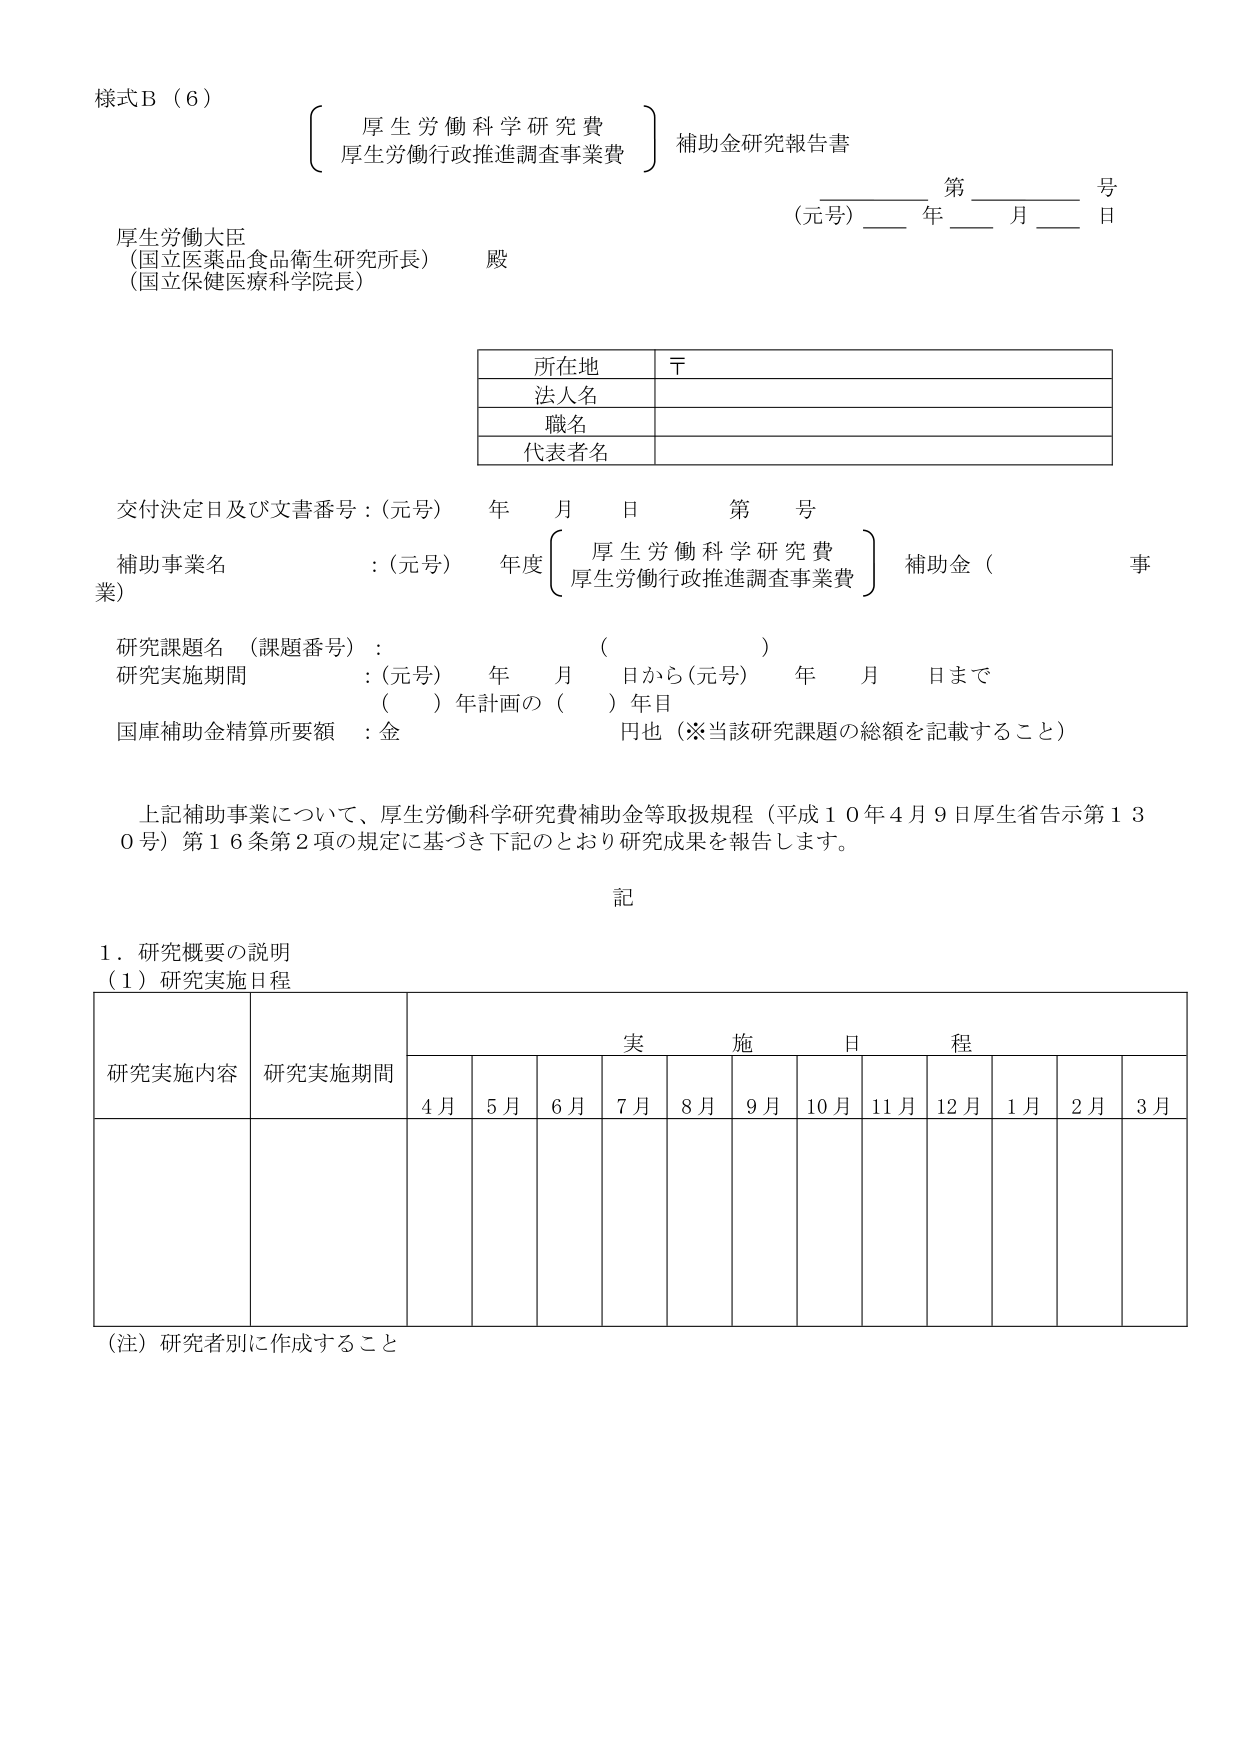 様式Ｂ（６）
厚生労働科学研究費
厚生労働行政推進調査事業費
補助金研究報告書
第　　　　　号
（元号）　　年　　月　　日
厚生労働大臣
（国立医薬品食品衛生研究所長）　　殿
（国立保健医療科学院長）
所在地　〒
法人名
職名
代表者名
交付決定日及び文書番号：（元号）　　年　　月　　日　　　　第　　号
厚生労働科学研究費
補助事業名　　　　　　　：（元号）　　年度　　補助金（　　　　　　事
厚生労働行政推進調査事業費
業）
研究課題名　（課題番号）：　　　　　　　　　　（　　　　　　　）
研究実施期間　　　　　　：（元号）　　年　　月　　日から（元号）　　年　　月　　日まで
（　　）年計画の（　　）年目
国庫補助金精算所要額　：金　　　　　　　　　　円也（※当該研究課題の総額を記載すること）
上記補助事業について、厚生労働科学研究費補助金等取扱規程（平成１０年４月９日厚生省告示第１３
０号）第１６条第２項の規定に基づき下記のとおり研究成果を報告します。
記
１．研究概要の説明
（１）研究実施日程
実　　施　　日　　程
研究実施内容　研究実施期間
４月　５月　６月　７月　８月　９月　10月　11月　12月　１月　２月　３月
（注）研究者別に作成すること